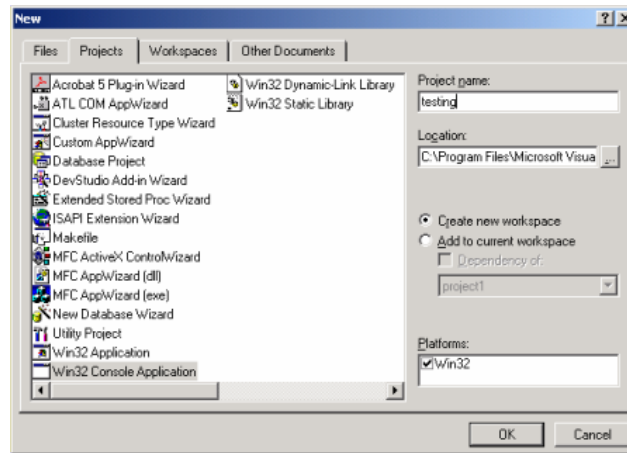 New
Files
Projects
Workspaces
Other Documents
Acrobat 5 Plug-in Wizard
ATL COM AppWizard
Cluster Resource Type Wizard
Custom AppWizard
Database Project
DevStudio Add-in Wizard
Extended Stored Proc Wizard
ISAPI Extension Wizard
Makefile
MFC ActiveX ControlWizard
MFC AppWizard (dll)
MFC AppWizard (exe)
New Database Wizard
Utility Project
Win32 Application
Win32 Console Application
Win32 Dynamic-Link Library
Win32 Static Library
Project name:
testing
Location:
C:\Program Files\Microsoft Visua
...
Create new workspace
Add to current workspace
Dependency of:
project1
Platforms:
Win32
OK
Cancel